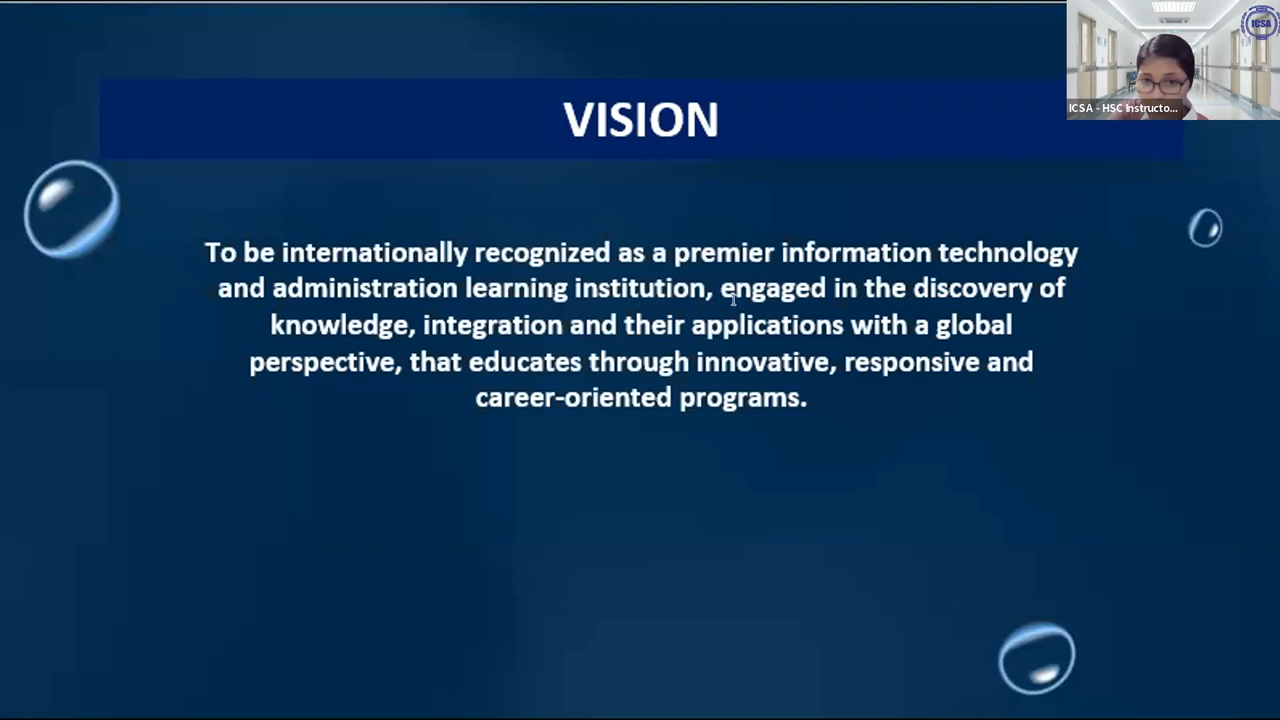 ICSA
ICSA - HSC Instructo...
VISION
To be internationally recognized as a premier information technology
and administration learning institution, engaged in the discovery of
knowledge, integration and their applications with a global
perspective, that educates through innovative, responsive and
career-oriented programs.